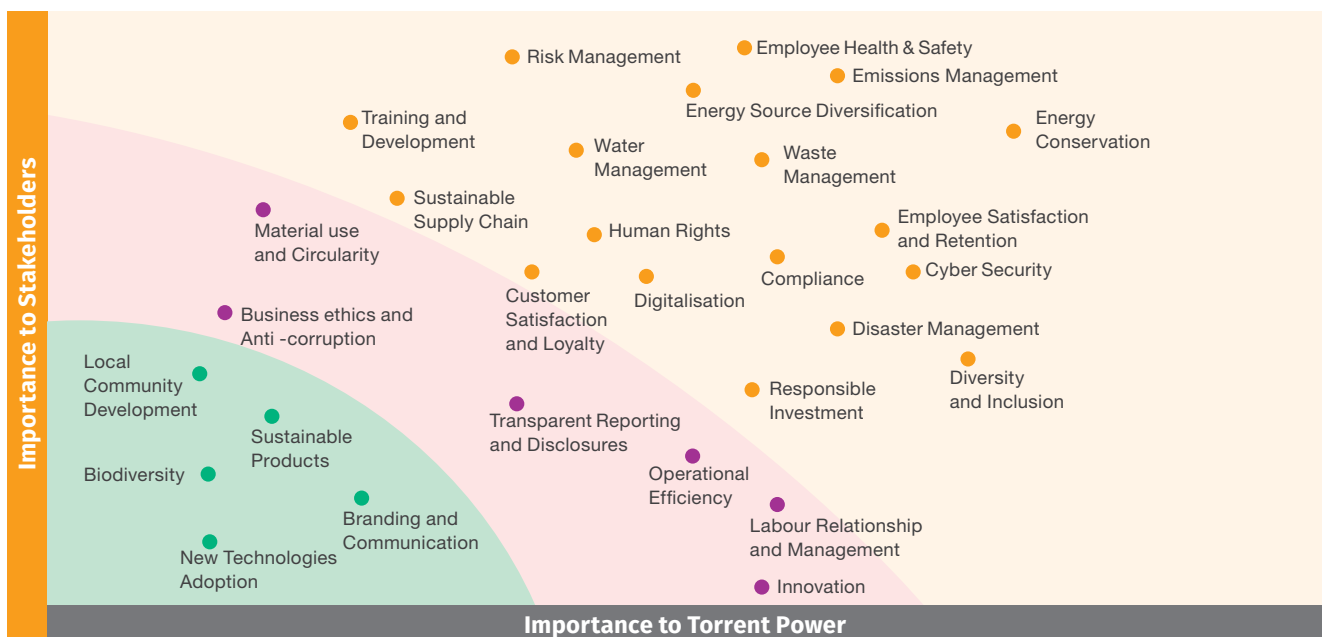 Importance to Stakeholders
Risk Management
Employee Health & Safety
Emissions Management
Energy Source Diversification
Training and
Development
Energy
Conservation
Water
Management
Waste
Management
Sustainable
Supply Chain
Material use
and Circularity
Human Rights
Employee Satisfaction
and Retention
Compliance
Cyber Security
Customer
Satisfaction
and Loyalty
Digitalisation
Business ethics and
Anti -corruption
Disaster Management
Local
Community
Development
Diversity
and Inclusion
Responsible
Investment
Transparent Reporting
and Disclosures
Sustainable
Products
Biodiversity
Operational
Efficiency
Branding and
Communication
Labour Relationship
and Management
New Technologies
Adoption
Innovation
Importance to Torrent Power